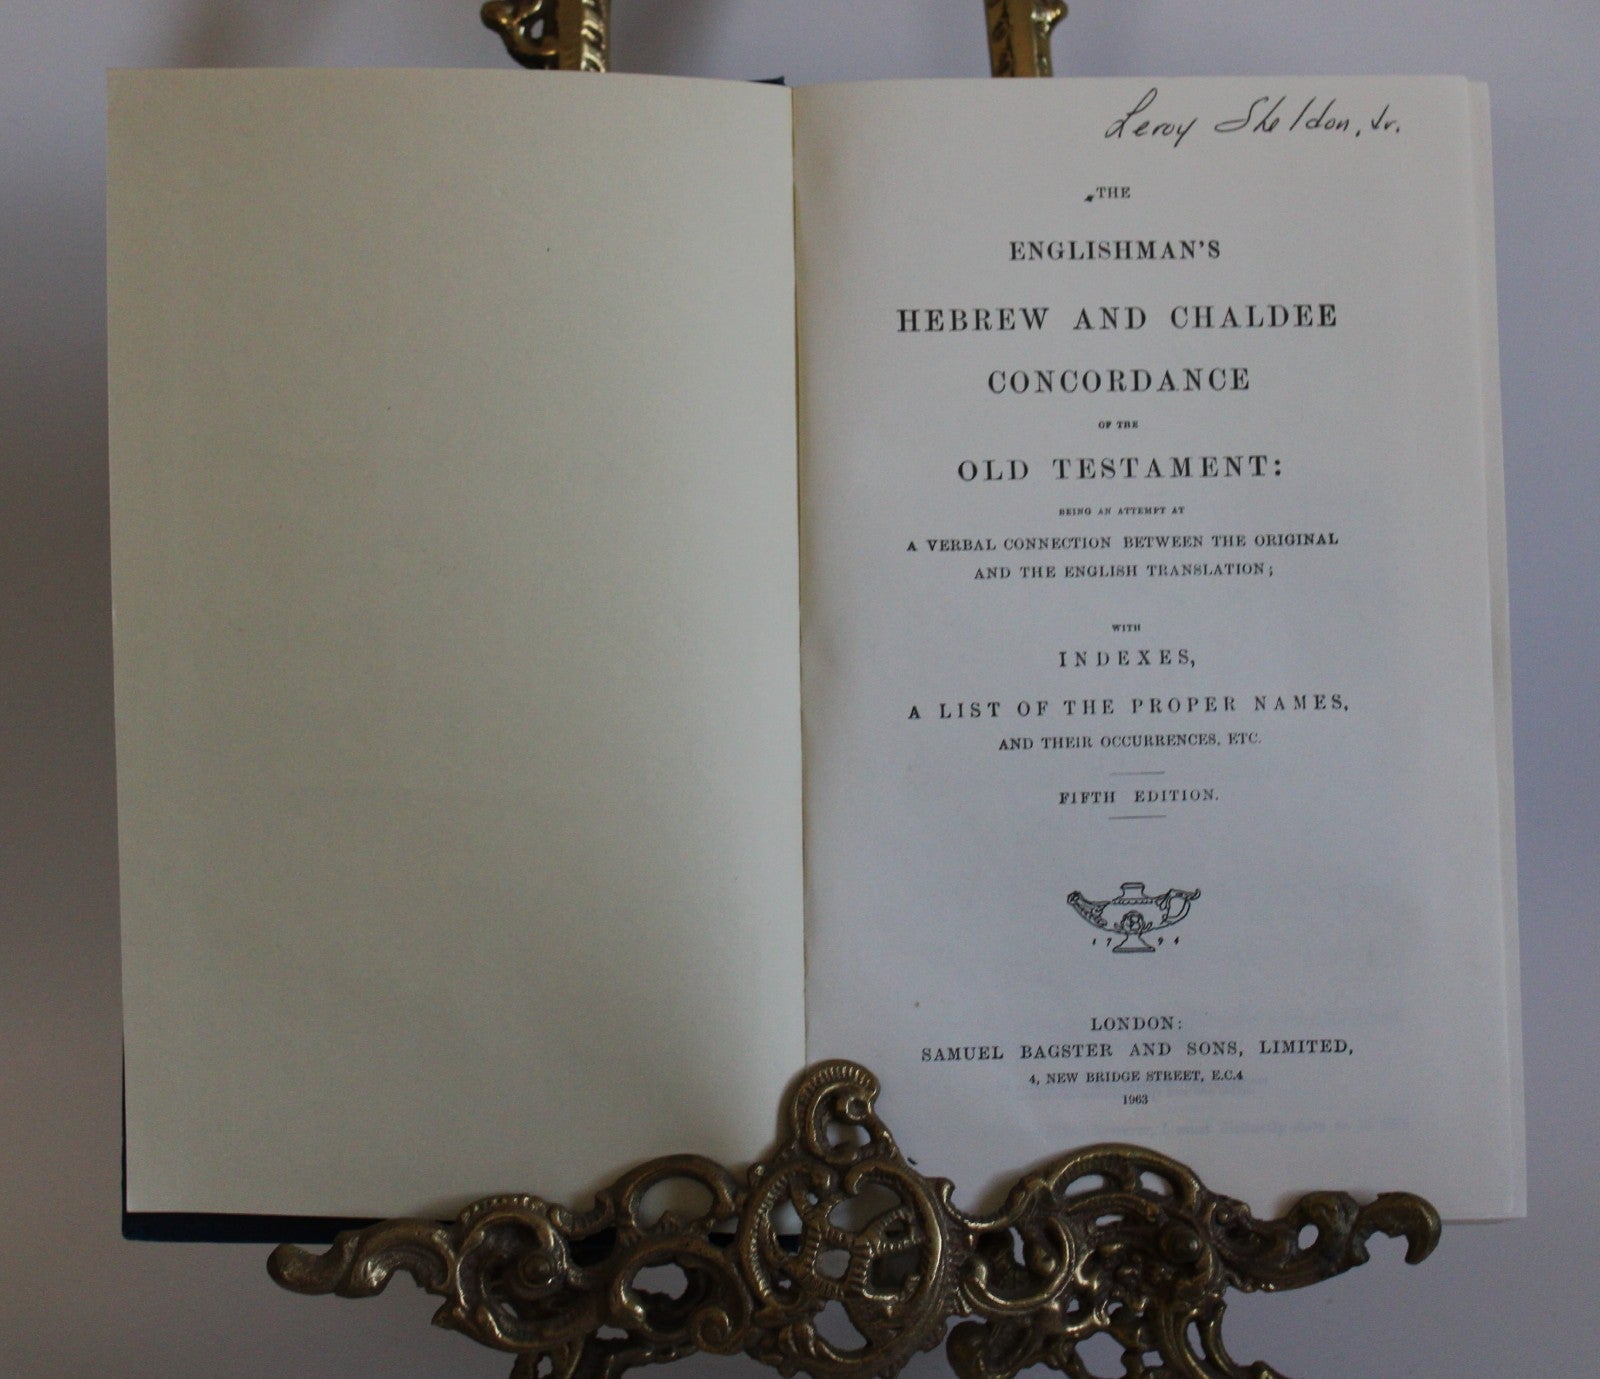 Leroy Sheldon, Jr.
THE
ENGLISHMAN'S
HEBREW AND CHALDEE
CONCORDANCE
OF THE
OLD TESTAMENT:
BEING AN ATTEMPT AT
A VERBAL CONNECTION BETWEEN THE ORIGINAL
AND THE ENGLISH TRANSLATION;
WITH
INDEXES,
A LIST OF THE PROPER NAMES,
AND THEIR OCCURRENCES, ETC.
FIFTH EDITION.
1794
LONDON:
SAMUEL BAGSTER AND SONS, LIMITED,
4, NEW BRIDGE STREET, E.C.4
1963